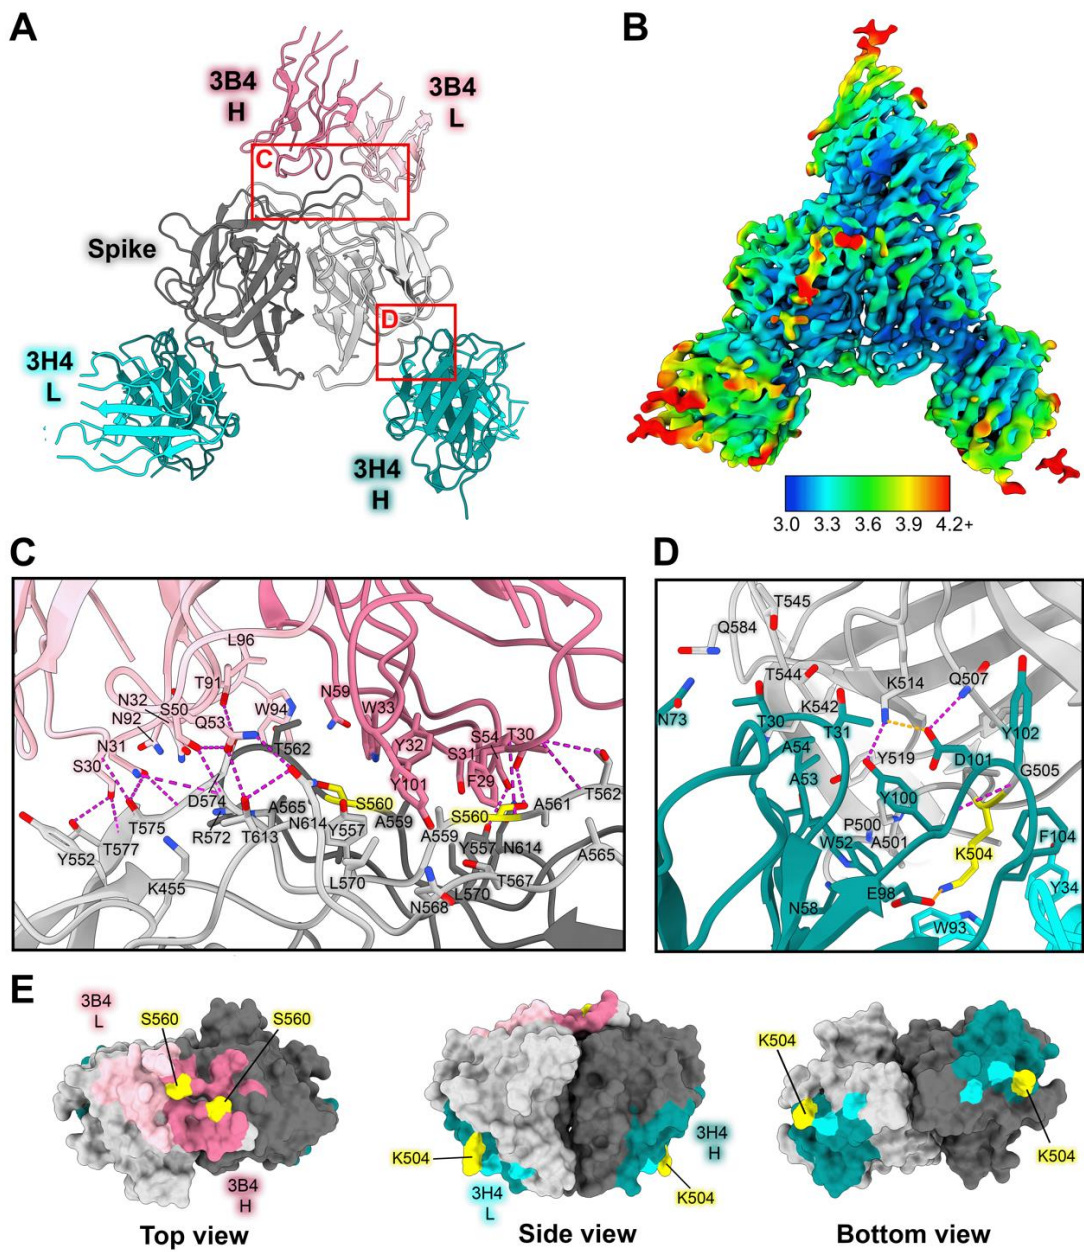 A
B
3B4
H
3B4
L
C
Spike
D
3H4
L
3H4
H
3.0 3.3 3.6 3.9 4.2+
C
D
L96
T91
N32
S50
N92
Q53
W94
N31
S30
T562
D574
T575
R572
A565
T613
N614
Y552
T577
K455
N59
W33
Y32
S31
S54
T30
F29
Y101
S560
Y557
A559
L570
A559
S560
A561
T562
Y557
N614
A565
T567
L570
N568
T545
Q584
T544
K514
Q507
N73
T30
K542
T31
A54
Y519
D101
Y102
A53
Y100
G505
P500
A501
W52
K504
F104
N58
E98
Y34
W93
E
3B4
L
S560
S560
3B4
H
Top view
K504
3H4
L
3H4
H
K504
Side view
K504
K504
Bottom view